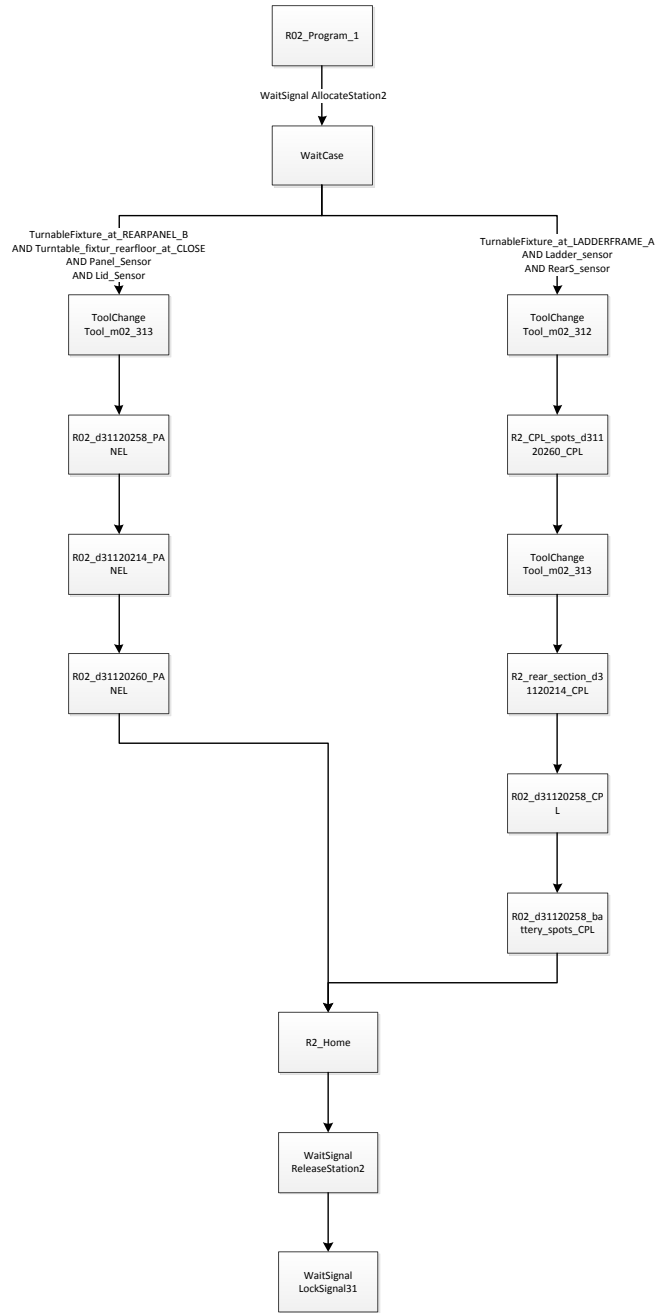 R02_Program_1
WaitSignal AllocateStation2
WaitCase
TurnableFixture_at_REARPANEL_B
AND Turntable_fixtur_rearfloor_at_CLOSE
AND Panel_Sensor
AND Lid_Sensor
TurnableFixture_at_LADDERFRAME_A
AND Ladder_sensor
AND RearS_sensor
ToolChange
Tool_m02_313
ToolChange
Tool_m02_312
R02_d31120258_PA
NEL
R2_CPL_spots_d311
20260_CPL
R02_d31120214_PA
NEL
ToolChange
Tool_m02_313
R02_d31120260_PA
NEL
R2_rear_section_d3
1120214_CPL
R02_d31120258_CP
L
R02_d31120258_ba
ttery_spots_CPL
R2_Home
WaitSignal
ReleaseStation2
WaitSignal
LockSignal31